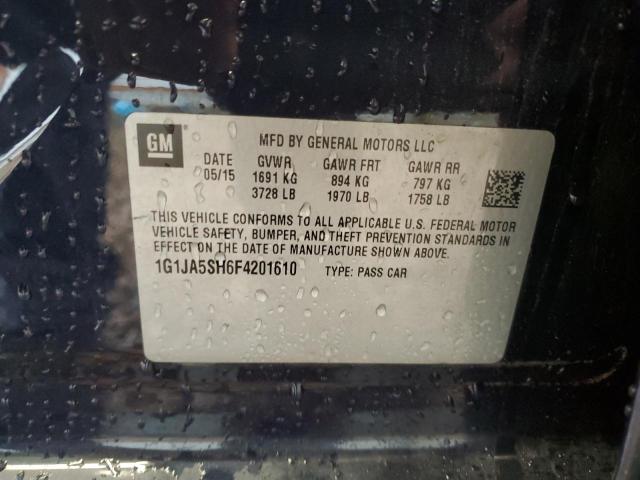 GM
MFD BY GENERAL MOTORS LLC
DATE GVWR GAWR FRT GAWR RR
05/15 1691 KG 894 KG 797 KG
3728 LB 1970 LB 1758 LB
THIS VEHICLE CONFORMS TO ALL APPLICABLE U.S. FEDERAL MOTOR
VEHICLE SAFETY, BUMPER, AND THEFT PREVENTION STANDARDS IN
EFFECT ON THE DATE OF MANUFACTURE SHOWN ABOVE.
1G1JA5SH6F4201610 TYPE: PASS CAR